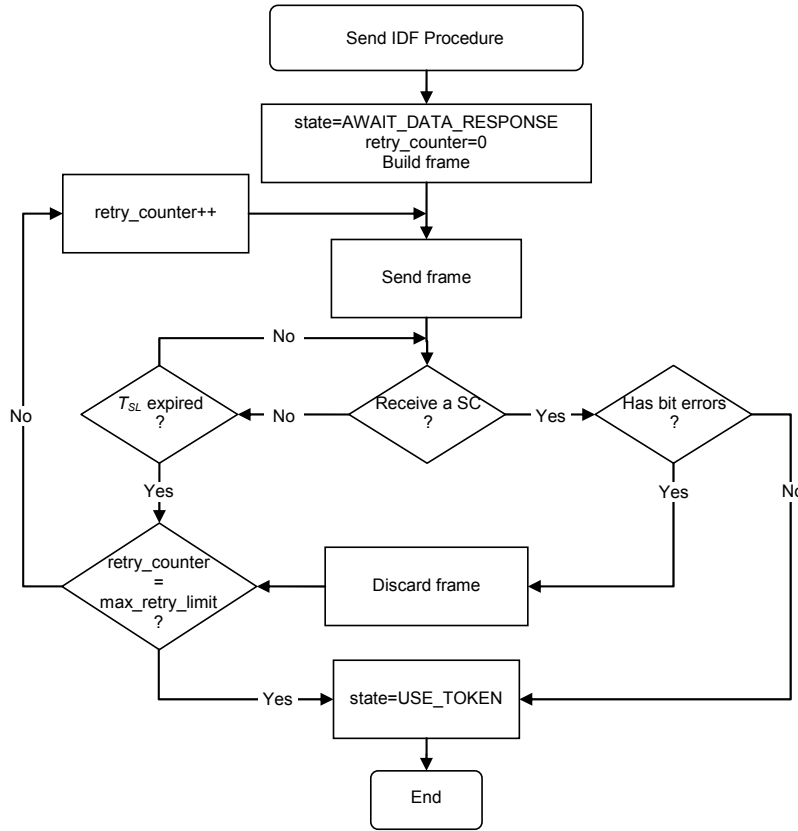 Send IDF Procedure
state=AWAIT_DATA_RESPONSE
retry_counter=0
Build frame
retry_counter++
Send frame
No
TSL expired
?
No
Receive a SC
?
Yes
Has bit errors
?
No
Yes
Yes
No
retry_counter
=
max_retry_limit
?
Discard frame
Yes
state=USE_TOKEN
End